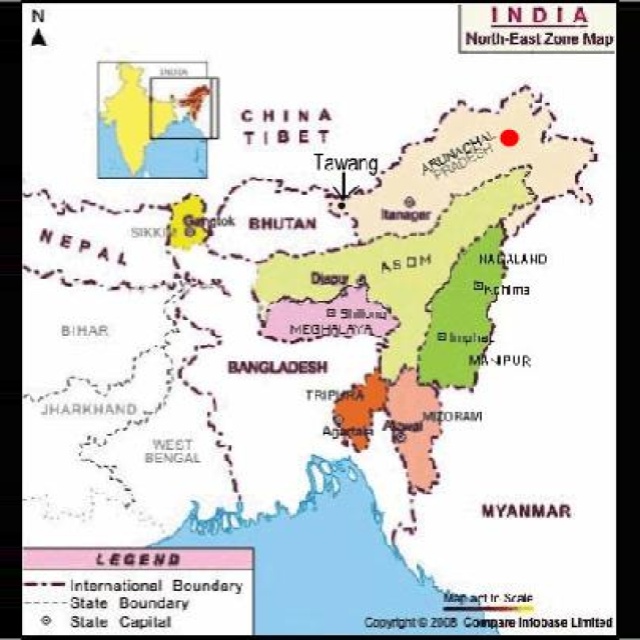 N
INDIA
North-East Zone Map
INDIA
CHINA
TIBET
Tawang
ARUNACHAL
PRADESH
Itanagar
Gangtok
SIKKIM
BHUTAN
NEPAL
ASOM
NAGALAND
Dispur
Kohima
Shillong
MEGHALAYA
BIHAR
Imphal
MANIPUR
BANGLADESH
TRIPURA
JHARKHAND
MIZORAM
Agartala
Aizwal
WEST
BENGAL
MYANMAR
LEGEND
International Boundary
State Boundary
State Capital
Map not to Scale
Copyright © 2008 Compare Infobase Limited